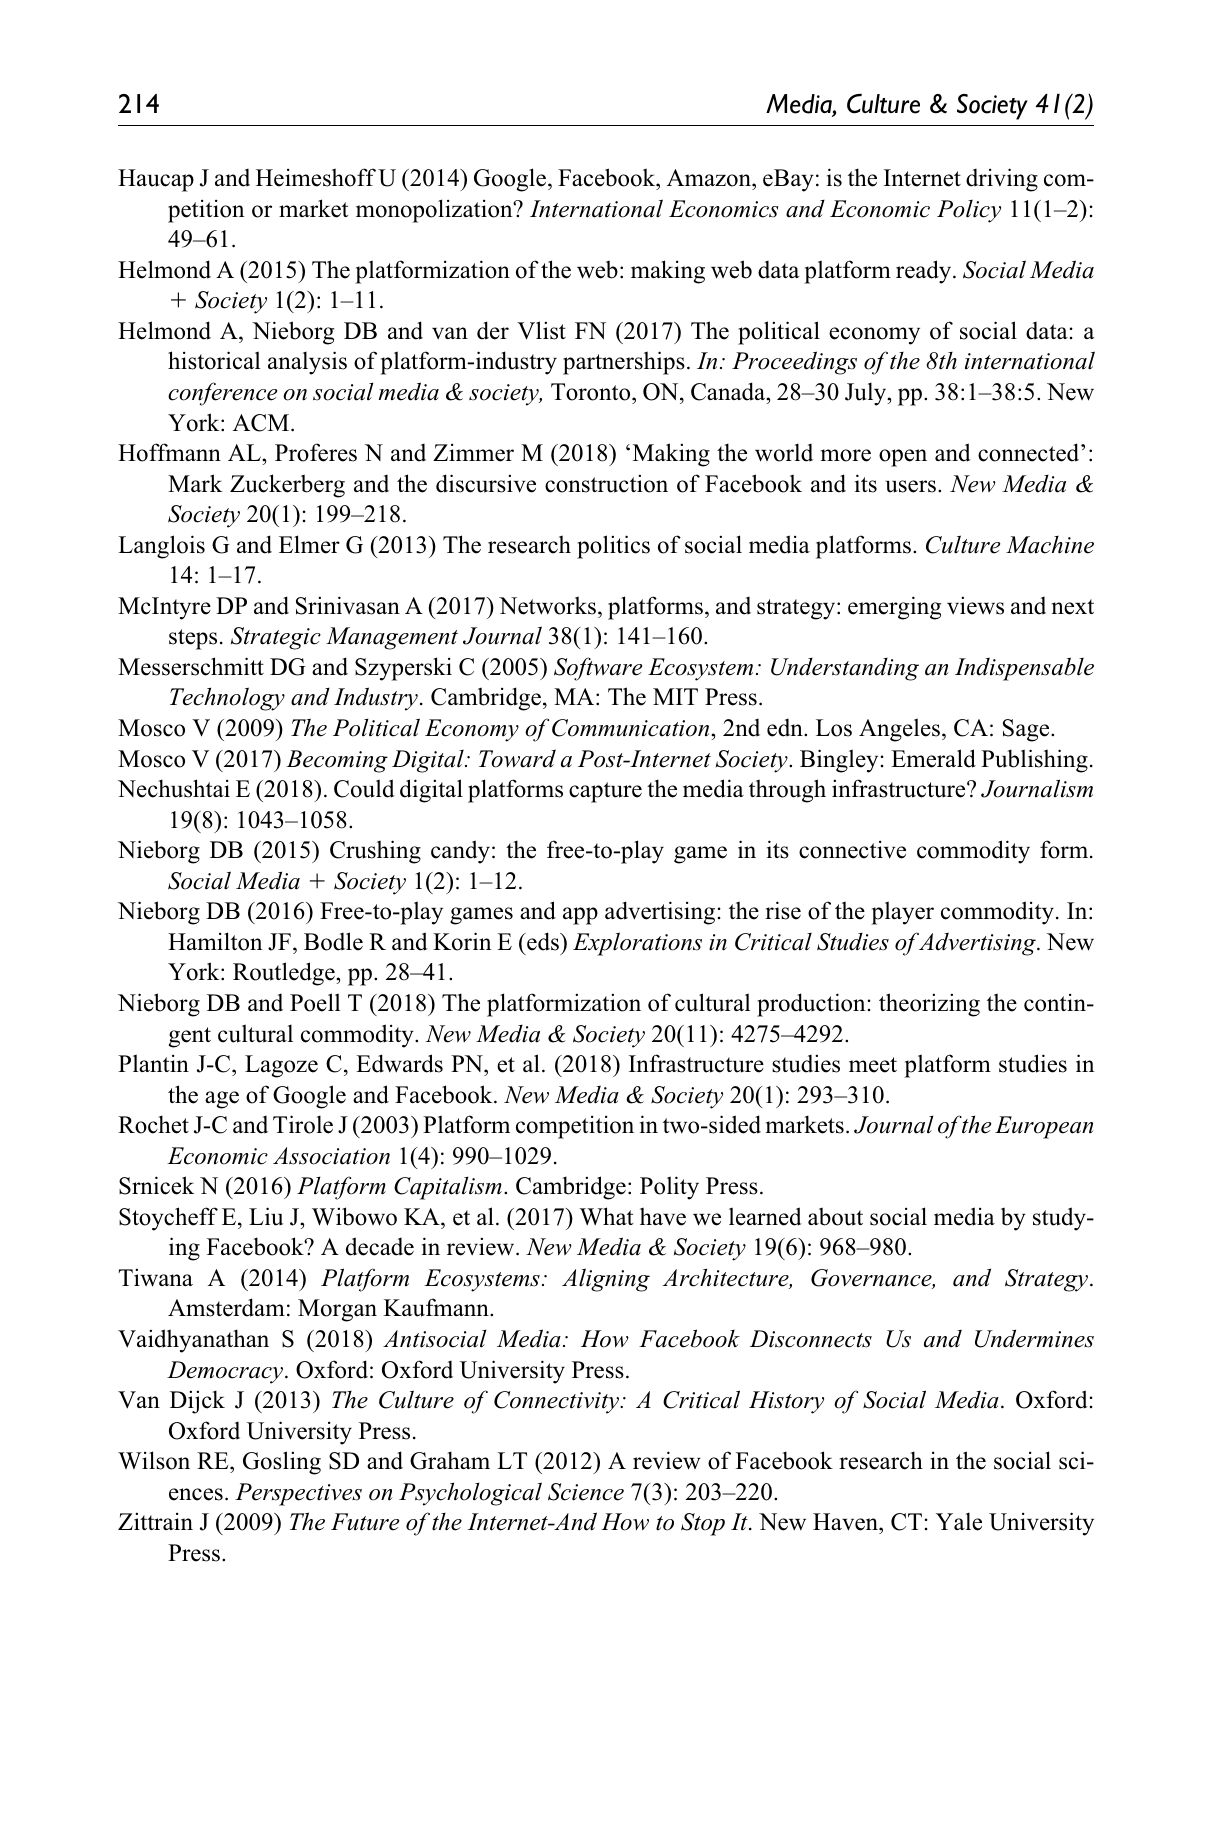 214
Media, Culture & Society 41(2)
Haucap J and Heimeshoff U (2014) Google, Facebook, Amazon, eBay: is the Internet driving com-
petition or market monopolization? International Economics and Economic Policy 11(1–2):
49–61.
Helmond A (2015) The platformization of the web: making web data platform ready. Social Media
+ Society 1(2): 1–11.
Helmond A, Nieborg DB and van der Vlist FN (2017) The political economy of social data: a
historical analysis of platform-industry partnerships. In: Proceedings of the 8th international
conference on social media & society, Toronto, ON, Canada, 28–30 July, pp. 38:1–38:5. New
York: ACM.
Hoffmann AL, Proferes N and Zimmer M (2018) ‘Making the world more open and connected’:
Mark Zuckerberg and the discursive construction of Facebook and its users. New Media &
Society 20(1): 199–218.
Langlois G and Elmer G (2013) The research politics of social media platforms. Culture Machine
14: 1–17.
McIntyre DP and Srinivasan A (2017) Networks, platforms, and strategy: emerging views and next
steps. Strategic Management Journal 38(1): 141–160.
Messerschmitt DG and Szyperski C (2005) Software Ecosystem: Understanding an Indispensable
Technology and Industry. Cambridge, MA: The MIT Press.
Mosco V (2009) The Political Economy of Communication, 2nd edn. Los Angeles, CA: Sage.
Mosco V (2017) Becoming Digital: Toward a Post-Internet Society. Bingley: Emerald Publishing.
Nechushtai E (2018). Could digital platforms capture the media through infrastructure? Journalism
19(8): 1043–1058.
Nieborg DB (2015) Crushing candy: the free-to-play game in its connective commodity form.
Social Media + Society 1(2): 1–12.
Nieborg DB (2016) Free-to-play games and app advertising: the rise of the player commodity. In:
Hamilton JF, Bodle R and Korin E (eds) Explorations in Critical Studies of Advertising. New
York: Routledge, pp. 28–41.
Nieborg DB and Poell T (2018) The platformization of cultural production: theorizing the contin-
gent cultural commodity. New Media & Society 20(11): 4275–4292.
Plantin J-C, Lagoze C, Edwards PN, et al. (2018) Infrastructure studies meet platform studies in
the age of Google and Facebook. New Media & Society 20(1): 293–310.
Rochet J-C and Tirole J (2003) Platform competition in two-sided markets. Journal of the European
Economic Association 1(4): 990–1029.
Srnicek N (2016) Platform Capitalism. Cambridge: Polity Press.
Stoycheff E, Liu J, Wibowo KA, et al. (2017) What have we learned about social media by study-
ing Facebook? A decade in review. New Media & Society 19(6): 968–980.
Tiwana A (2014) Platform Ecosystems: Aligning Architecture, Governance, and Strategy.
Amsterdam: Morgan Kaufmann.
Vaidhyanathan S (2018) Antisocial Media: How Facebook Disconnects Us and Undermines
Democracy. Oxford: Oxford University Press.
Van Dijck J (2013) The Culture of Connectivity: A Critical History of Social Media. Oxford:
Oxford University Press.
Wilson RE, Gosling SD and Graham LT (2012) A review of Facebook research in the social sci-
ences. Perspectives on Psychological Science 7(3): 203–220.
Zittrain J (2009) The Future of the Internet-And How to Stop It. New Haven, CT: Yale University
Press.